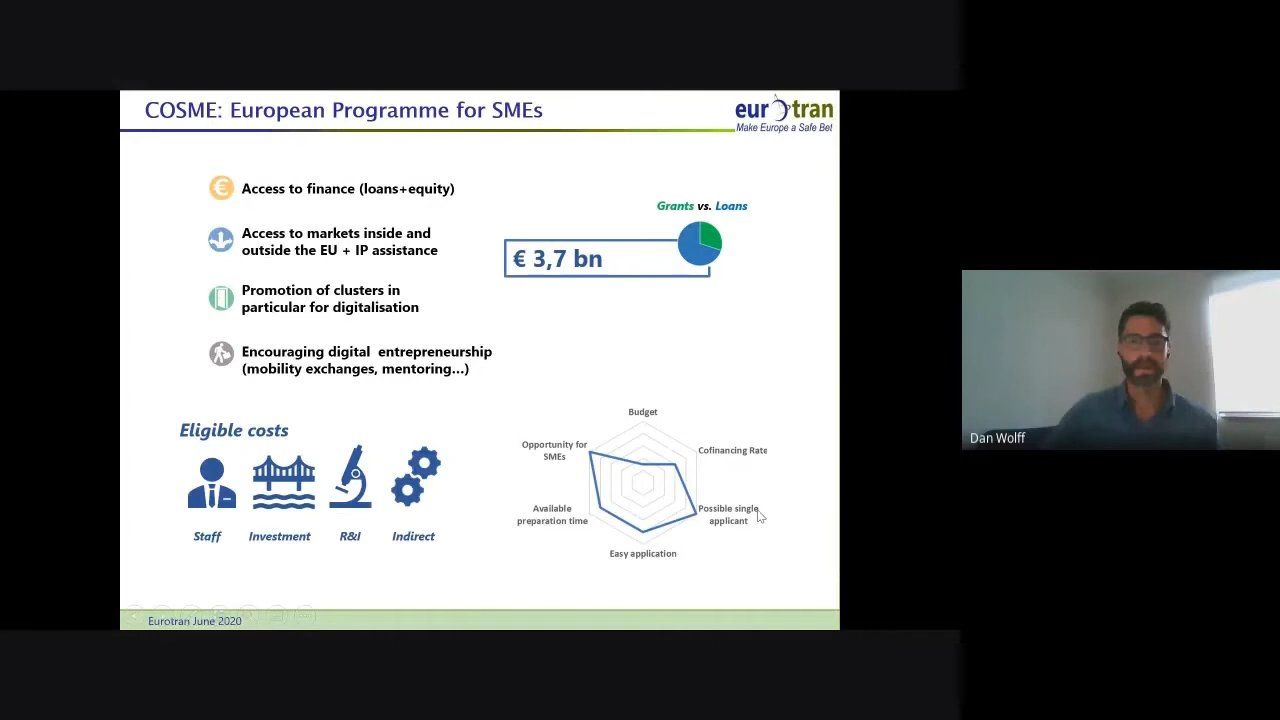 COSME: European Programme for SMEs
eurotran
Make Europe a Safe Bet
Access to finance (loans+equity)
Access to markets inside and
outside the EU + IP assistance
Promotion of clusters in
particular for digitalisation
Encouraging digital entrepreneurship
(mobility exchanges, mentoring...)
Grants vs. Loans
€ 3,7 bn
Eligible costs
Staff
Investment
R&I
Indirect
Budget
Cofinancing Rate
Possible single
applicant
Easy application
Available
preparation time
Opportunity for
SMEs
Eurotran June 2020
Dan Wolff